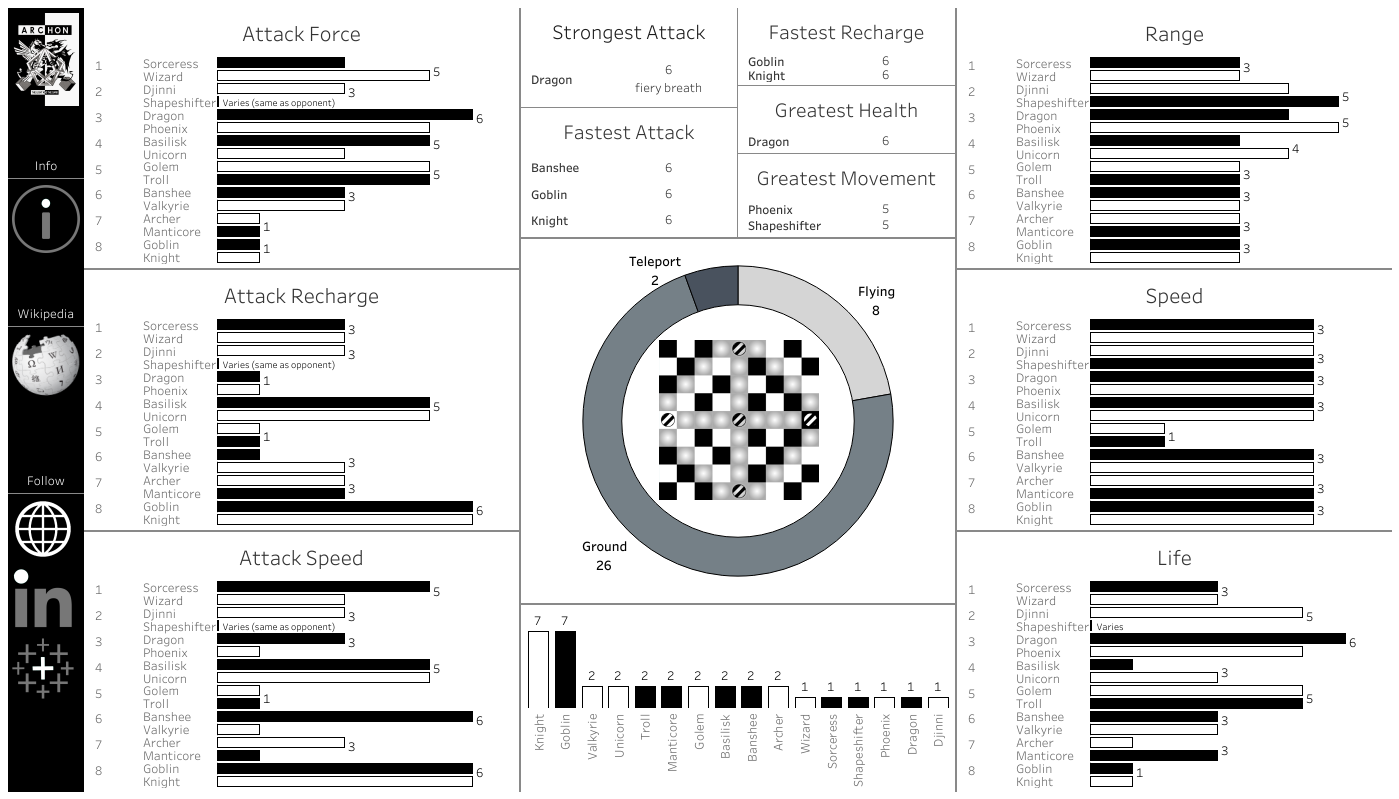 ARCHON
Info
Wikipedia
Follow
in
Attack Force
1
Sorceress
Wizard
5
2
Djinni
3
Shapeshifter
Varies (same as opponent)
3
Dragon
6
Phoenix
4
Basilisk
5
Unicorn
5
Golem
Troll
5
6
Banshee
3
Valkyrie
7
Archer
1
Manticore
8
Goblin
1
Knight
Attack Recharge
1
Sorceress
3
Wizard
2
Djinni
3
Shapeshifter
Varies (same as opponent)
3
Dragon
1
Phoenix
4
Basilisk
5
Unicorn
5
Golem
1
Troll
6
Banshee
Valkyrie
3
7
Archer
Manticore
3
8
Goblin
6
Knight
Attack Speed
1
Sorceress
5
Wizard
2
Djinni
3
Shapeshifter
Varies (same as opponent)
3
Dragon
3
Phoenix
4
Basilisk
5
Unicorn
5
Golem
Troll
1
6
Banshee
6
Valkyrie
7
Archer
3
Manticore
8
Goblin
6
Knight
Strongest Attack
Dragon
6
fiery breath
Fastest Attack
Banshee 6
Goblin 6
Knight 6
Fastest Recharge
Goblin 6
Knight 6
Greatest Health
Dragon 6
Greatest Movement
Phoenix 5
Shapeshifter 5
Teleport
2
Flying
8
Ground
26
7 7 2 2 2 2 2 2 2 2 1 1 1 1 1 1
Knight
Goblin
Valkyrie
Unicorn
Troll
Manticore
Golem
Basilisk
Banshee
Archer
Wizard
Sorceress
Shapeshifter
Phoenix
Dragon
Djinni
Range
1
Sorceress
3
Wizard
2
Djinni
Shapeshifter
5
3
Dragon
Phoenix
5
4
Basilisk
Unicorn
4
5
Golem
3
Troll
6
Banshee
3
Valkyrie
7
Archer
3
Manticore
8
Goblin
3
Knight
Speed
1
Sorceress
3
Wizard
2
Djinni
3
Shapeshifter
3
Dragon
3
Phoenix
4
Basilisk
3
Unicorn
5
Golem
1
Troll
6
Banshee
3
Valkyrie
7
Archer
3
Manticore
8
Goblin
3
Knight
Life
1
Sorceress
3
Wizard
2
Djinni
5
Shapeshifter
Varies
3
Dragon
6
Phoenix
4
Basilisk
Unicorn
3
5
Golem
Troll
5
6
Banshee
3
Valkyrie
7
Archer
Manticore
3
8
Goblin
1
Knight